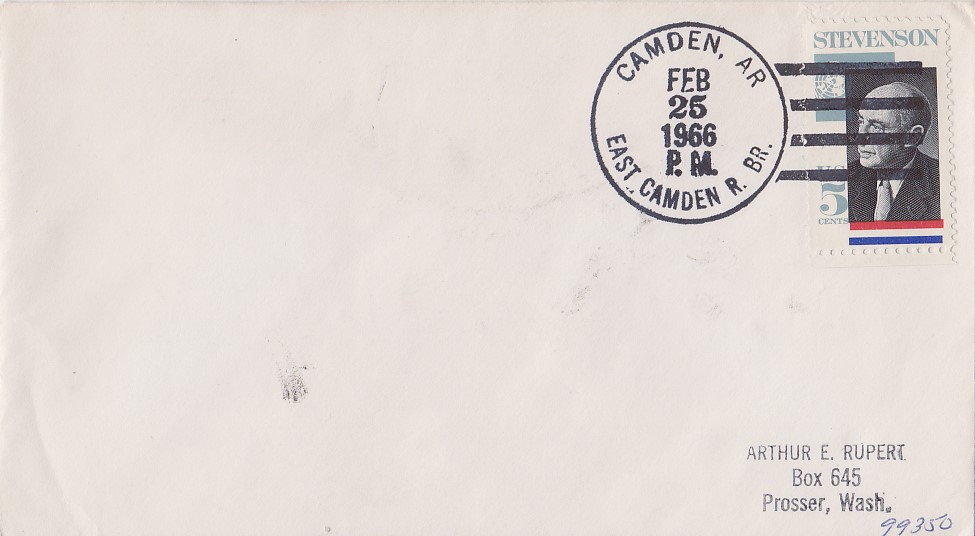 CAMDEN, AR
FEB
25
1966
P.M.
EAST CAMDEN R. BR.
STEVENSON
U.S.
5
CENTS
ARTHUR E. RUPERT
Box 645
Prosser, Wash.
99350